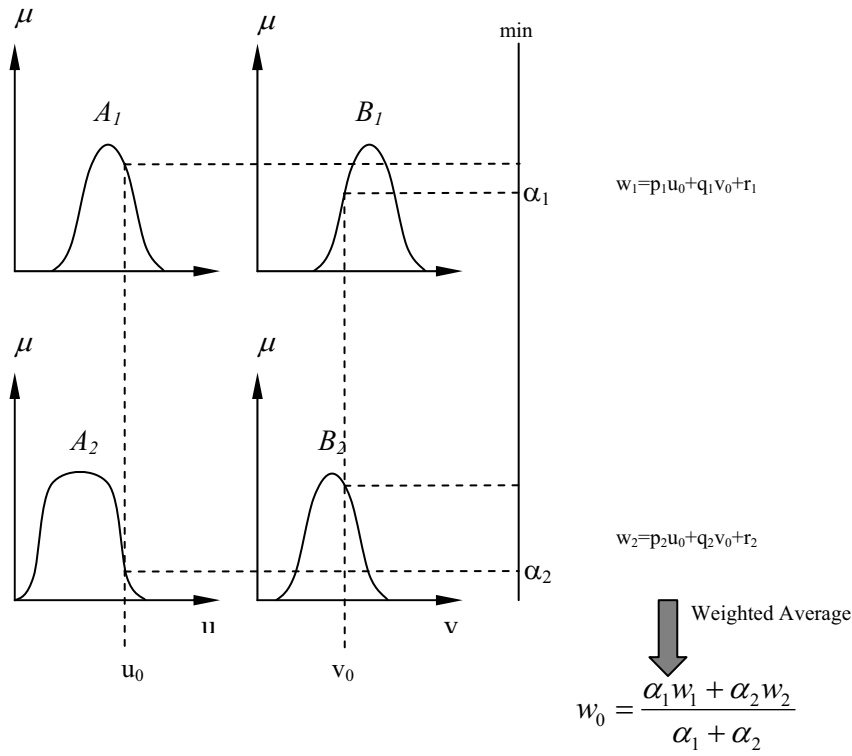 μ
μ
min
A₁
B₁
α₁
w₁=p₁u₀+q₁v₀+r₁
μ
μ
A₂
B₂
w₂=p₂u₀+q₂v₀+r₂
α₂
u
v
u₀
v₀
Weighted Average
w₀ = (α₁w₁ + α₂w₂) / (α₁ + α₂)